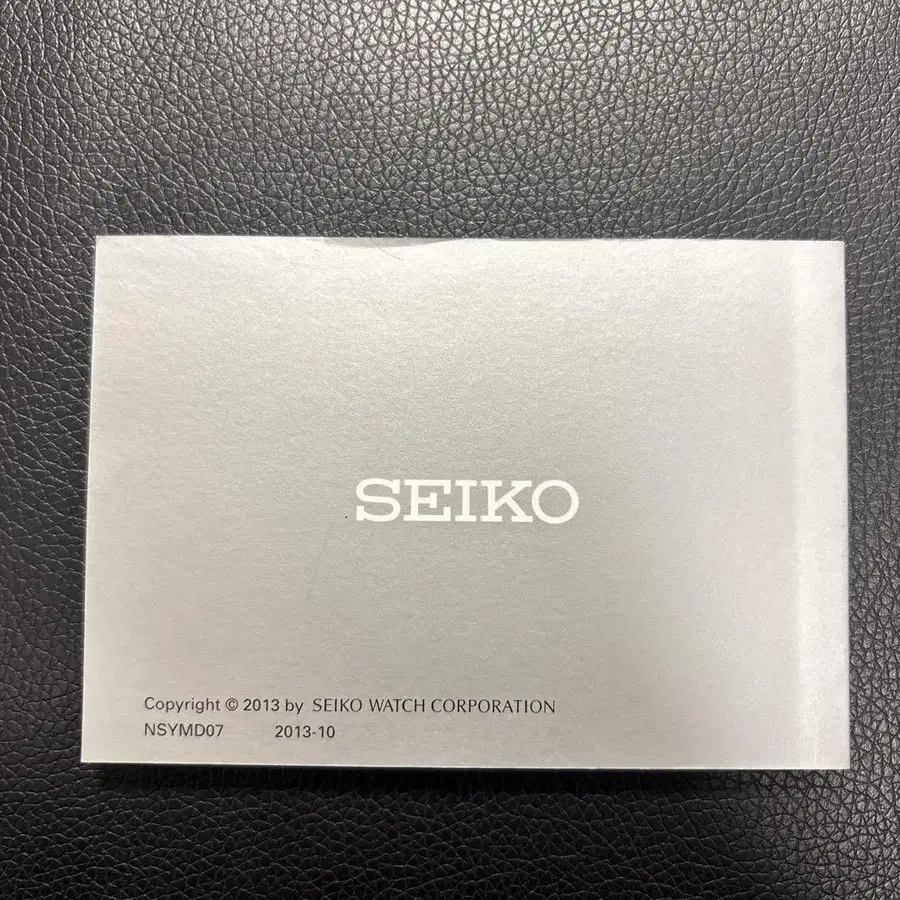 SEIKO
Copyright © 2013 by SEIKO WATCH CORPORATION
NSYMD07 2013-10